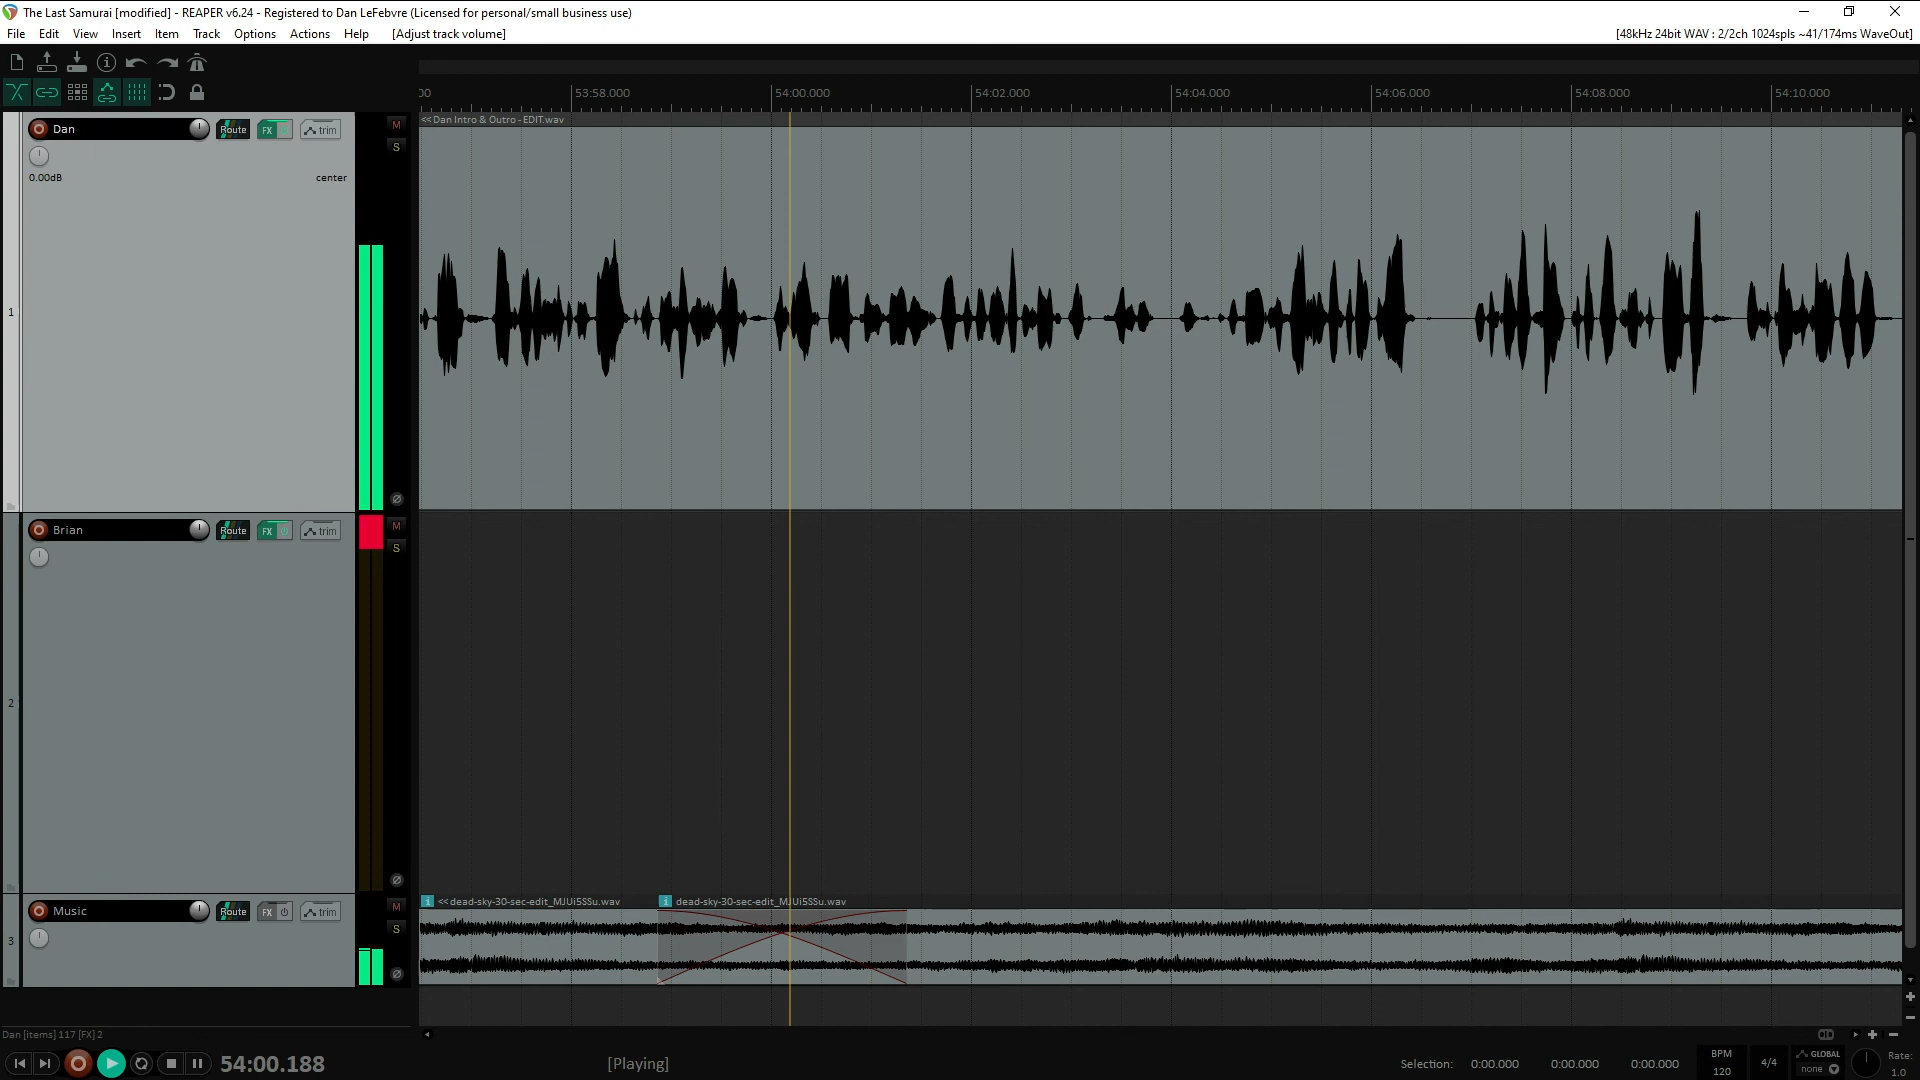 The Last Samurai [modified] - REAPER v6.24 - Registered to Dan LeFebvre (Licensed for personal/small business use)
File Edit View Insert Item Track Options Actions Help [Adjust track volume]
[48kHz 24bit WAV : 2/2ch 1024spls ~41/174ms WaveOut]
00 53:58.000 54:00.000 54:02.000 54:04.000 54:06.000 54:08.000 54:10.000
<< Dan Intro & Outro - EDIT.wav
Dan Route FX trim M
S
0.00dB center
1
Brian Route FX trim M
S
2
<< dead-sky-30-sec-edit_MJUi5SSu.wav
dead-sky-30-sec-edit_MJUi5SSu.wav
Music Route FX trim M
S
3
Dan [items] 117 [FX] 2
54:00.188
[Playing]
Selection: 0:00.000 0:00.000 0:00.000
BPM
120
4/4
GLOBAL
none
Rate:
1.0